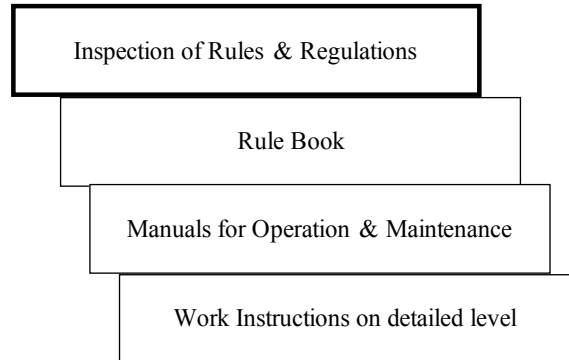 Inspection of Rules & Regulations
Rule Book
Manuals for Operation & Maintenance
Work Instructions on detailed level